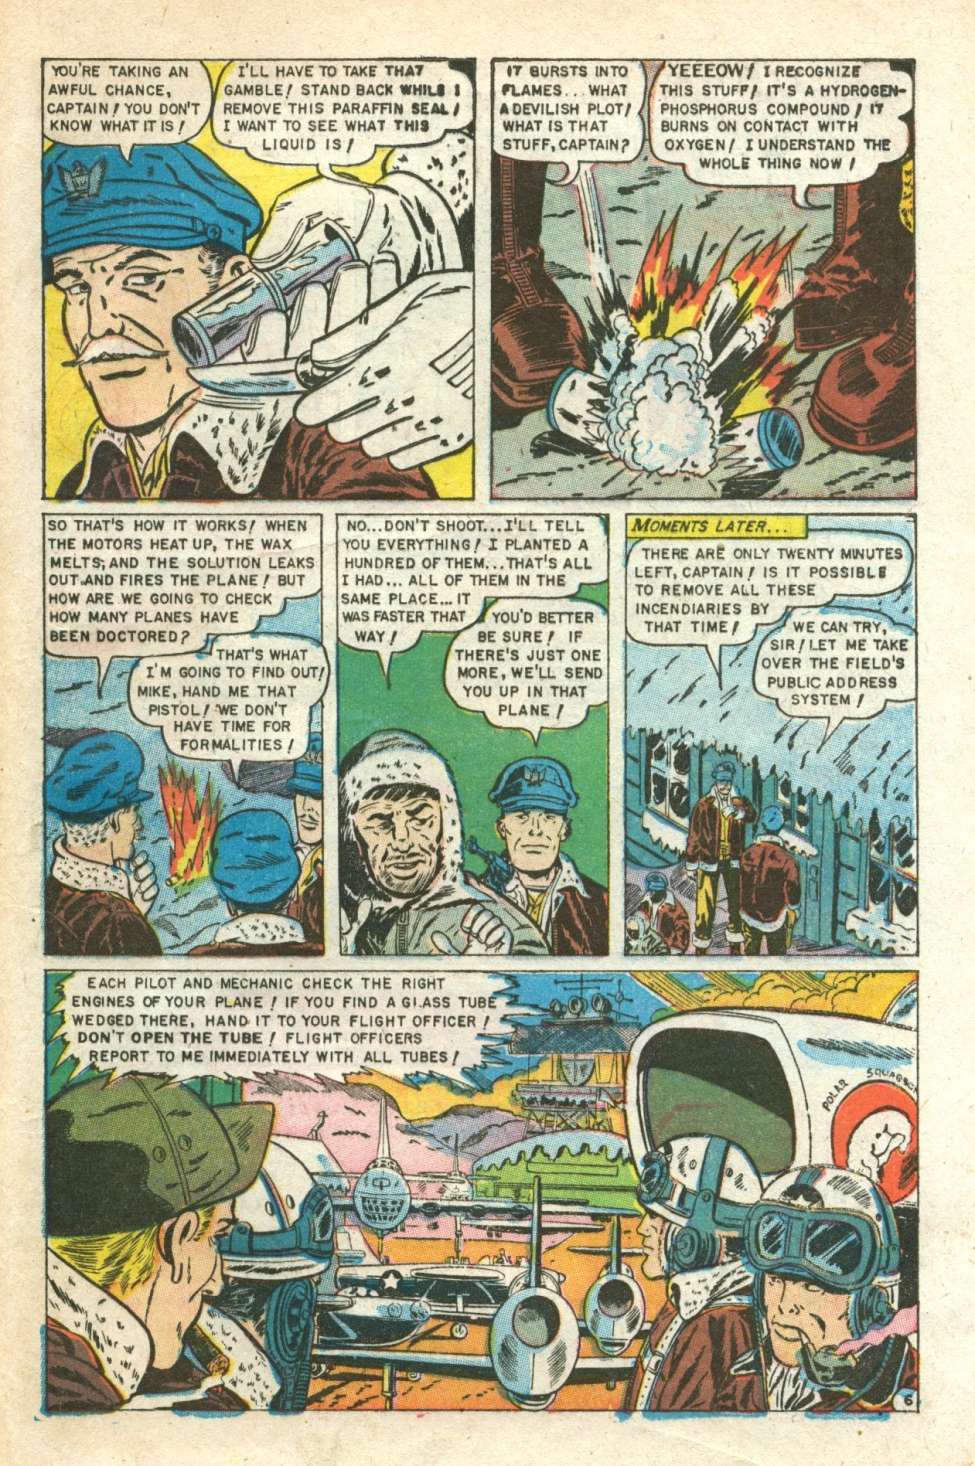 YOU'RE TAKING AN
AWFUL CHANCE,
CAPTAIN! YOU DON'T
KNOW WHAT IT IS!
I'LL HAVE TO TAKE THAT
GAMBLE! STAND BACK WHILE I
REMOVE THIS PARAFFIN SEAL!
I WANT TO SEE WHAT THIS
LIQUID IS!
IT BURSTS INTO
FLAMES... WHAT
A DEVILISH PLOT!
WHAT IS THAT
STUFF, CAPTAIN?
YEEEOW! I RECOGNIZE
THIS STUFF! IT'S A HYDROGEN-
PHOSPHORUS COMPOUND! IT
BURNS ON CONTACT WITH
OXYGEN! I UNDERSTAND THE
WHOLE THING NOW!
SO THAT'S HOW IT WORKS! WHEN
THE MOTORS HEAT UP, THE WAX
MELTS; AND THE SOLUTION LEAKS
OUT AND FIRES THE PLANE! BUT
HOW ARE WE GOING TO CHECK
HOW MANY PLANES HAVE
BEEN DOCTORED?
THAT'S WHAT
I'M GOING TO FIND OUT!
MIKE, HAND ME THAT
PISTOL! WE DON'T
HAVE TIME FOR
FORMALITIES!
NO...DON'T SHOOT...I'LL TELL
YOU EVERYTHING! I PLANTED A
HUNDRED OF THEM...THAT'S ALL
I HAD... ALL OF THEM IN THE
SAME PLACE...IT
WAS FASTER THAT
WAY!
YOU'D BETTER
BE SURE! IF
THERE'S JUST ONE
MORE, WE'LL SEND
YOU UP IN THAT
PLANE!
MOMENTS LATER...
THERE ARE ONLY TWENTY MINUTES
LEFT, CAPTAIN! IS IT POSSIBLE
TO REMOVE ALL THESE
INCENDIARIES BY
THAT TIME!
WE CAN TRY,
SIR! LET ME TAKE
OVER THE FIELD'S
PUBLIC ADDRESS
SYSTEM!
EACH PILOT AND MECHANIC CHECK THE RIGHT
ENGINES OF YOUR PLANE! IF YOU FIND A GLASS TUBE
WEDGED THERE, HAND IT TO YOUR FLIGHT OFFICER!
DON'T OPEN THE TUBE! FLIGHT OFFICERS
REPORT TO ME IMMEDIATELY WITH ALL TUBES!
POLAR
6